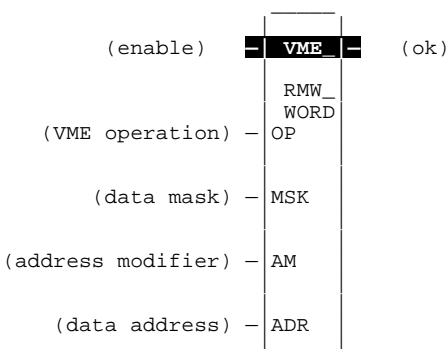 (enable) VME_ (ok)
RMW_
WORD
(VME operation) OP
(data mask) MSK
(address modifier) AM
(data address) ADR